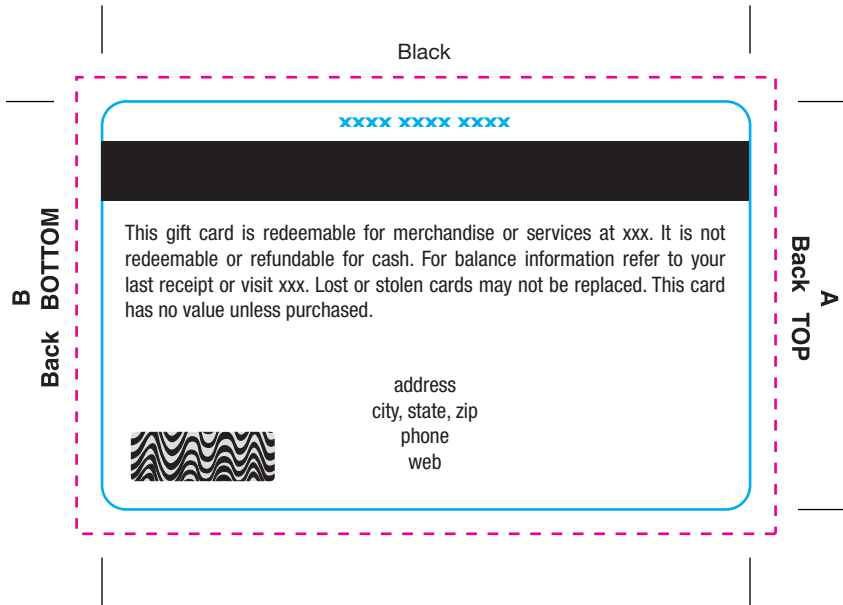 Black
xxxx xxxx xxxx
This gift card is redeemable for merchandise or services at xxx. It is not
redeemable or refundable for cash. For balance information refer to your
last receipt or visit xxx. Lost or stolen cards may not be replaced. This card
has no value unless purchased.
address
city, state, zip
phone
web
B
Back BOTTOM
A
Back TOP